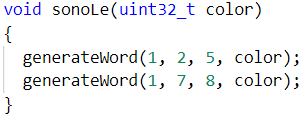 void sonoLe(uint32_t color)
{
  generateWord(1, 2, 5, color);
  generateWord(1, 7, 8, color);
}